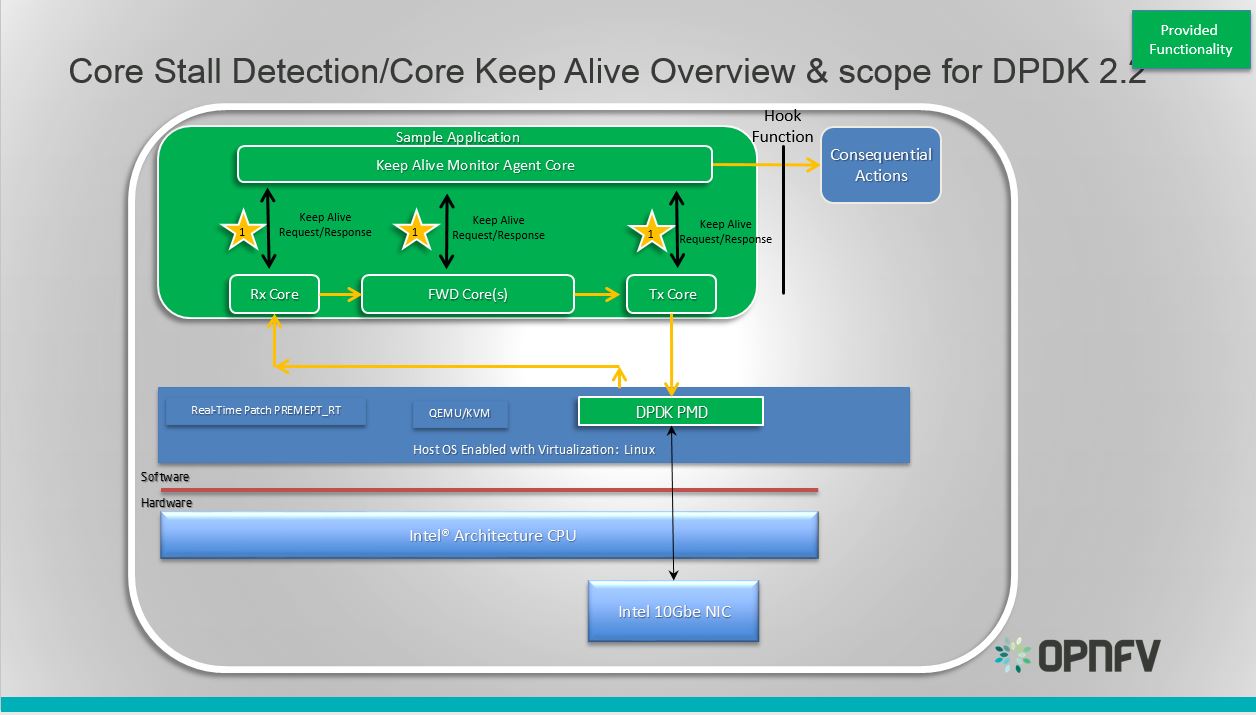 Provided
Functionality
Core Stall Detection/Core Keep Alive Overview & scope for DPDK 2.2
Hook
Function
Sample Application
Keep Alive Monitor Agent Core
Consequential
Actions
1
Keep Alive
Request/Response
1
Keep Alive
Request/Response
1
Keep Alive
Request/Response
Rx Core
FWD Core(s)
Tx Core
Real-Time Patch PREMEPT_RT
QEMU/KVM
DPDK PMD
Host OS Enabled with Virtualization: Linux
Software
Hardware
Intel® Architecture CPU
Intel 10Gbe NIC
OPNFV